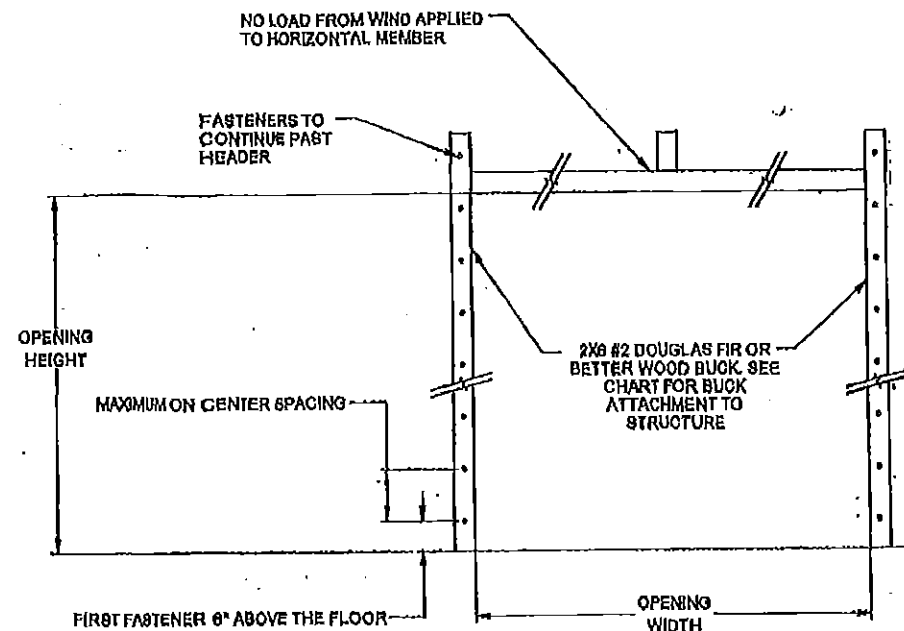 NO LOAD FROM WIND APPLIED
TO HORIZONTAL MEMBER
FASTENERS TO
CONTINUE PAST
HEADER
OPENING
HEIGHT
2X6 #2 DOUGLAS FIR OR
BETTER WOOD BUCK. SEE
CHART FOR BUCK
ATTACHMENT TO
STRUCTURE
MAXIMUM ON CENTER SPACING
FIRST FASTENER 6" ABOVE THE FLOOR
OPENING
WIDTH